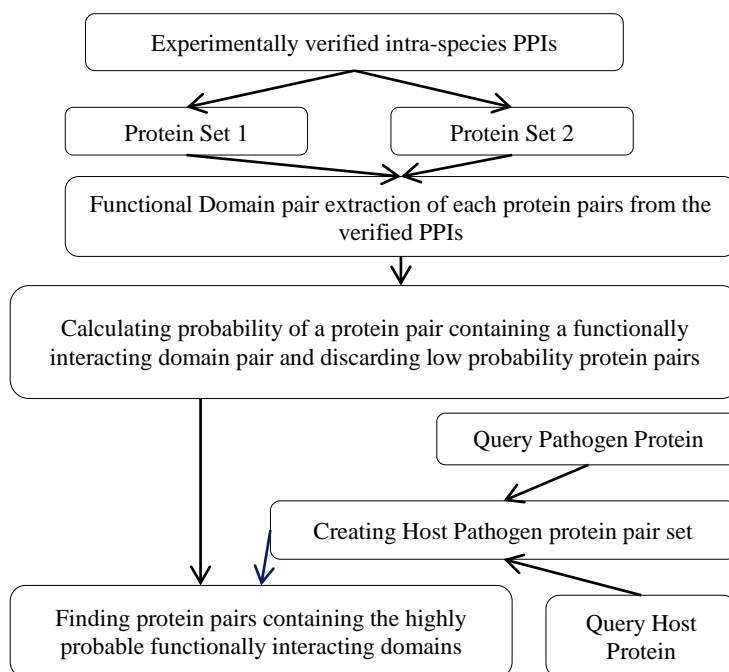 Experimentally verified intra-species PPIs
Protein Set 1
Protein Set 2
Functional Domain pair extraction of each protein pairs from the
verified PPIs
Calculating probability of a protein pair containing a functionally
interacting domain pair and discarding low probability protein pairs
Query Pathogen Protein
Creating Host Pathogen protein pair set
Finding protein pairs containing the highly
probable functionally interacting domains
Query Host
Protein